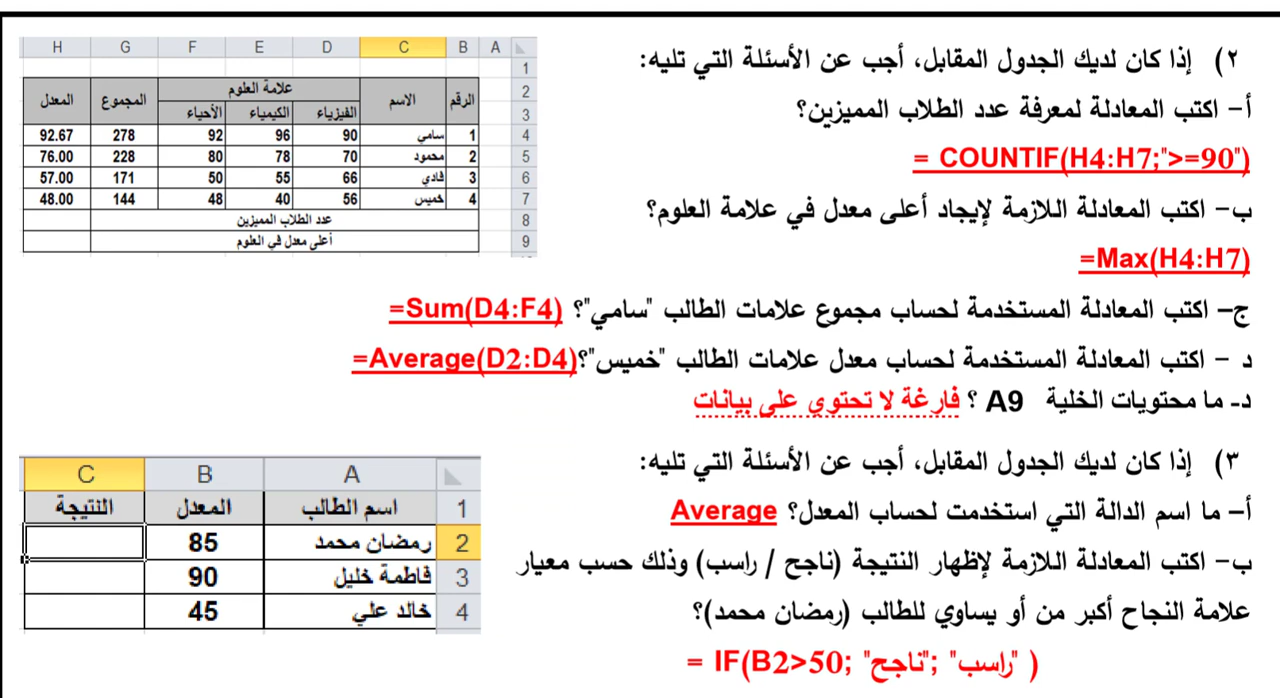 ٢) إذا كان لديك الجدول المقابل، أجب عن الأسئلة التي تليه:
أ- اكتب المعادلة لمعرفة عدد الطلاب المميزين؟
= COUNTIF(H4:H7;">=90")
ب- اكتب المعادلة اللازمة لإيجاد أعلى معدل في علامة العلوم؟
=Max(H4:H7)
ج- اكتب المعادلة المستخدمة لحساب مجموع علامات الطالب "سامي"؟ =Sum(D4:F4)
د - اكتب المعادلة المستخدمة لحساب معدل علامات الطالب "خميس"؟ =Average(D2:D4)
د- ما محتويات الخلية A9 ؟ فارغة لا تحتوي على بيانات
A B C D E F G H
1
2 الرقم الاسم علامة العلوم المجموع المعدل
3 الفيزياء الكيمياء الأحياء
4 1 سامي 90 96 92 278 92.67
5 2 محمود 70 78 80 228 76.00
6 3 فادي 66 55 50 171 57.00
7 4 خميس 56 40 48 144 48.00
8 عدد الطلاب المميزين
9 أعلى معدل في العلوم
٣) إذا كان لديك الجدول المقابل، أجب عن الأسئلة التي تليه:
أ- ما اسم الدالة التي استخدمت لحساب المعدل؟ Average
ب- اكتب المعادلة اللازمة لإظهار النتيجة (ناجح / راسب) وذلك حسب معيار
علامة النجاح أكبر من أو يساوي للطالب (رمضان محمد)؟
= IF(B2>50; "ناجح"; "راسب" )
A B C
1 اسم الطالب المعدل النتيجة
2 رمضان محمد 85
3 فاطمة خليل 90
4 خالد علي 45